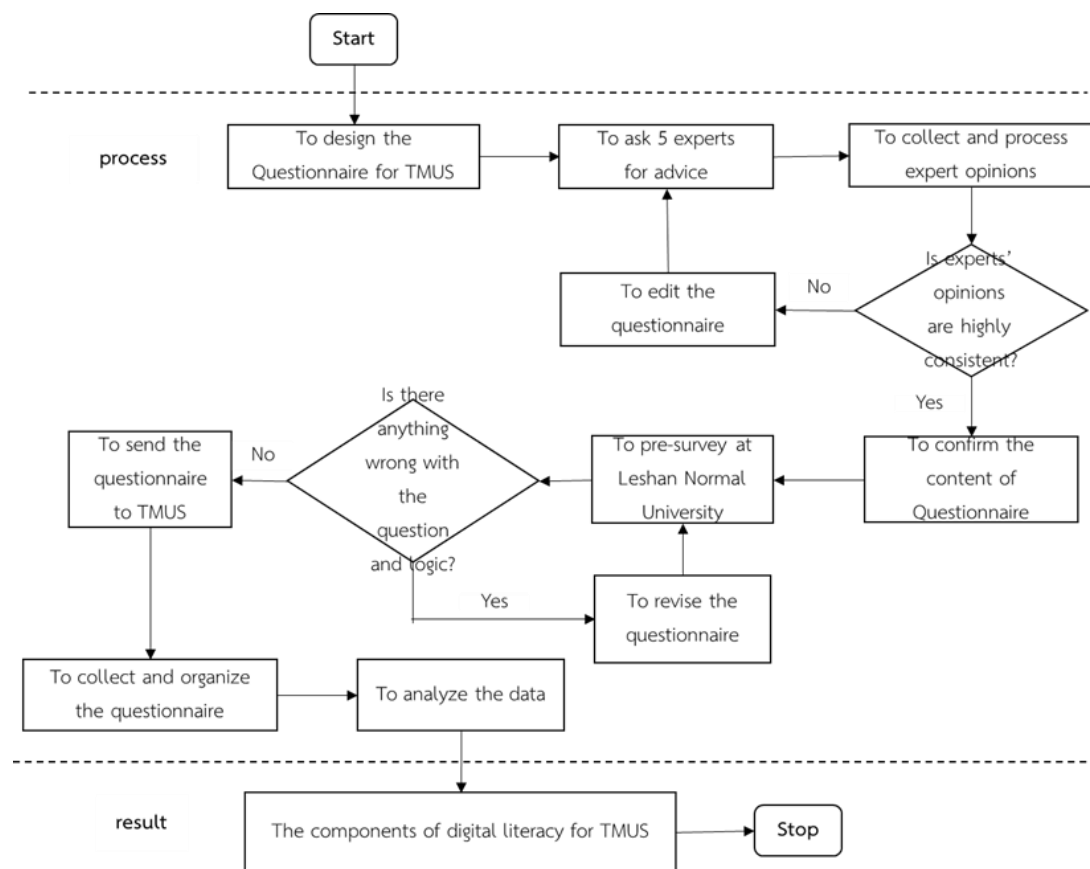 Start
process
To design the
Questionnaire for TMUS
To ask 5 experts
for advice
To collect and process
expert opinions
Is experts’
opinions
are highly
consistent?
No
To edit the
questionnaire
Yes
To confirm the
content of
Questionnaire
To pre-survey at
Leshan Normal
University
Is there
anything
wrong with
the
question
and logic?
No
To send the
questionnaire
to TMUS
Yes
To revise the
questionnaire
To collect and organize
the questionnaire
To analyze the data
result
The components of digital literacy for TMUS
Stop